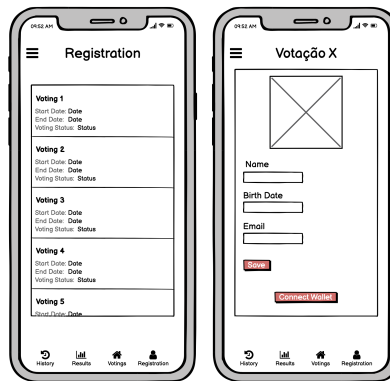 09:52 AM
Registration
Voting 1
Start Date: Date
End Date: Date
Voting Status: Status
Voting 2
Start Date: Date
End Date: Date
Voting Status: Status
Voting 3
Start Date: Date
End Date: Date
Voting Status: Status
Voting 4
Start Date: Date
End Date: Date
Voting Status: Status
Voting 5
Start Date: Date
History Results Votings Registration
09:52 AM
Votação X
Name
Birth Date
Email
Save
Connect Wallet
History Results Votings Registration